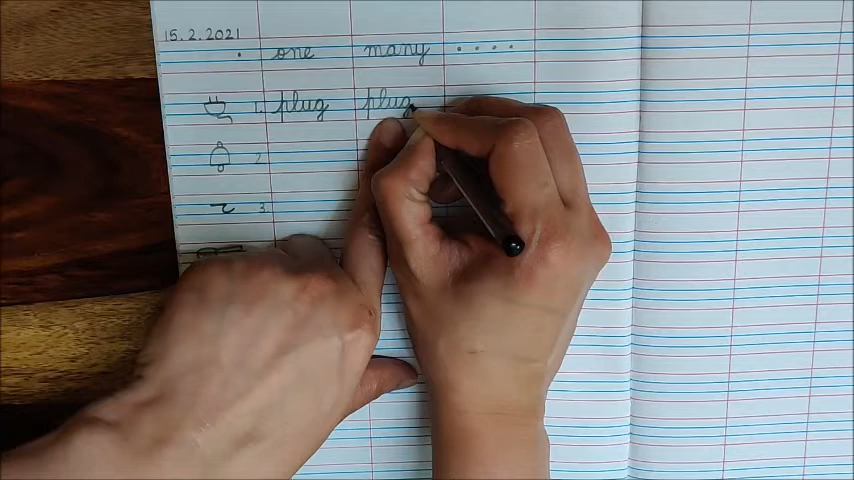 15.2.2021
. one many ....
1. plug plug
2.
3.